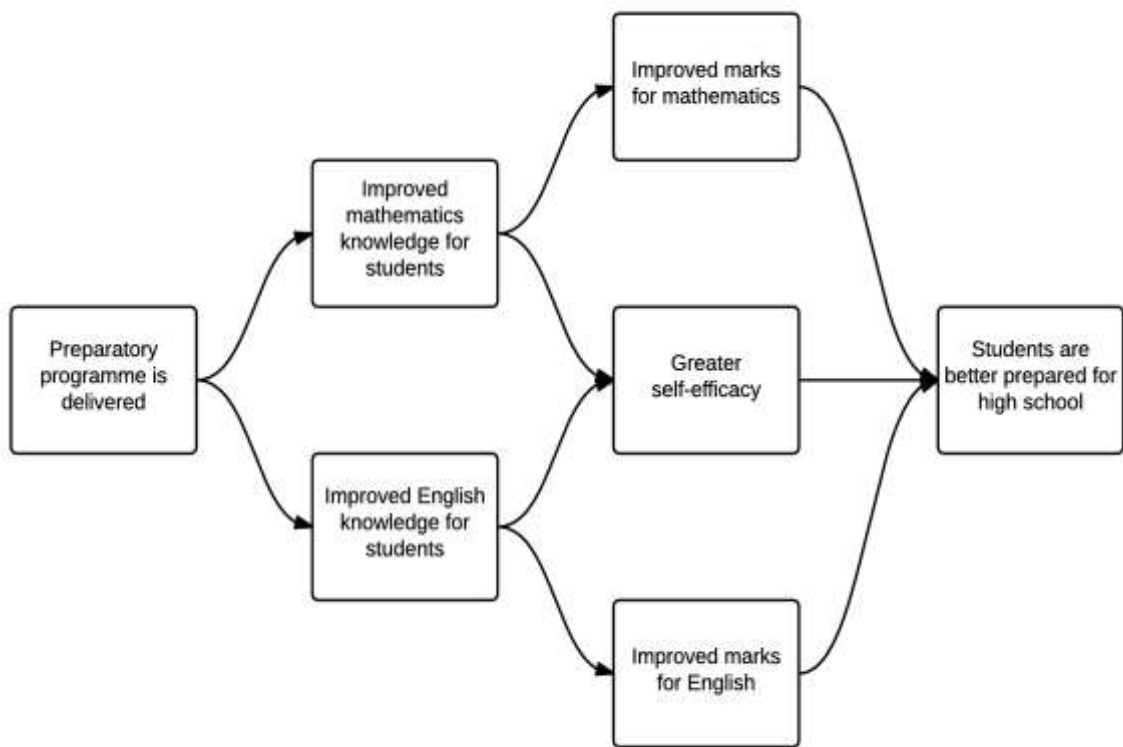 Preparatory
programme is
delivered
Improved
mathematics
knowledge for
students
Improved English
knowledge for
students
Improved marks
for mathematics
Greater
self-efficacy
Improved marks
for English
Students are
better prepared for
high school